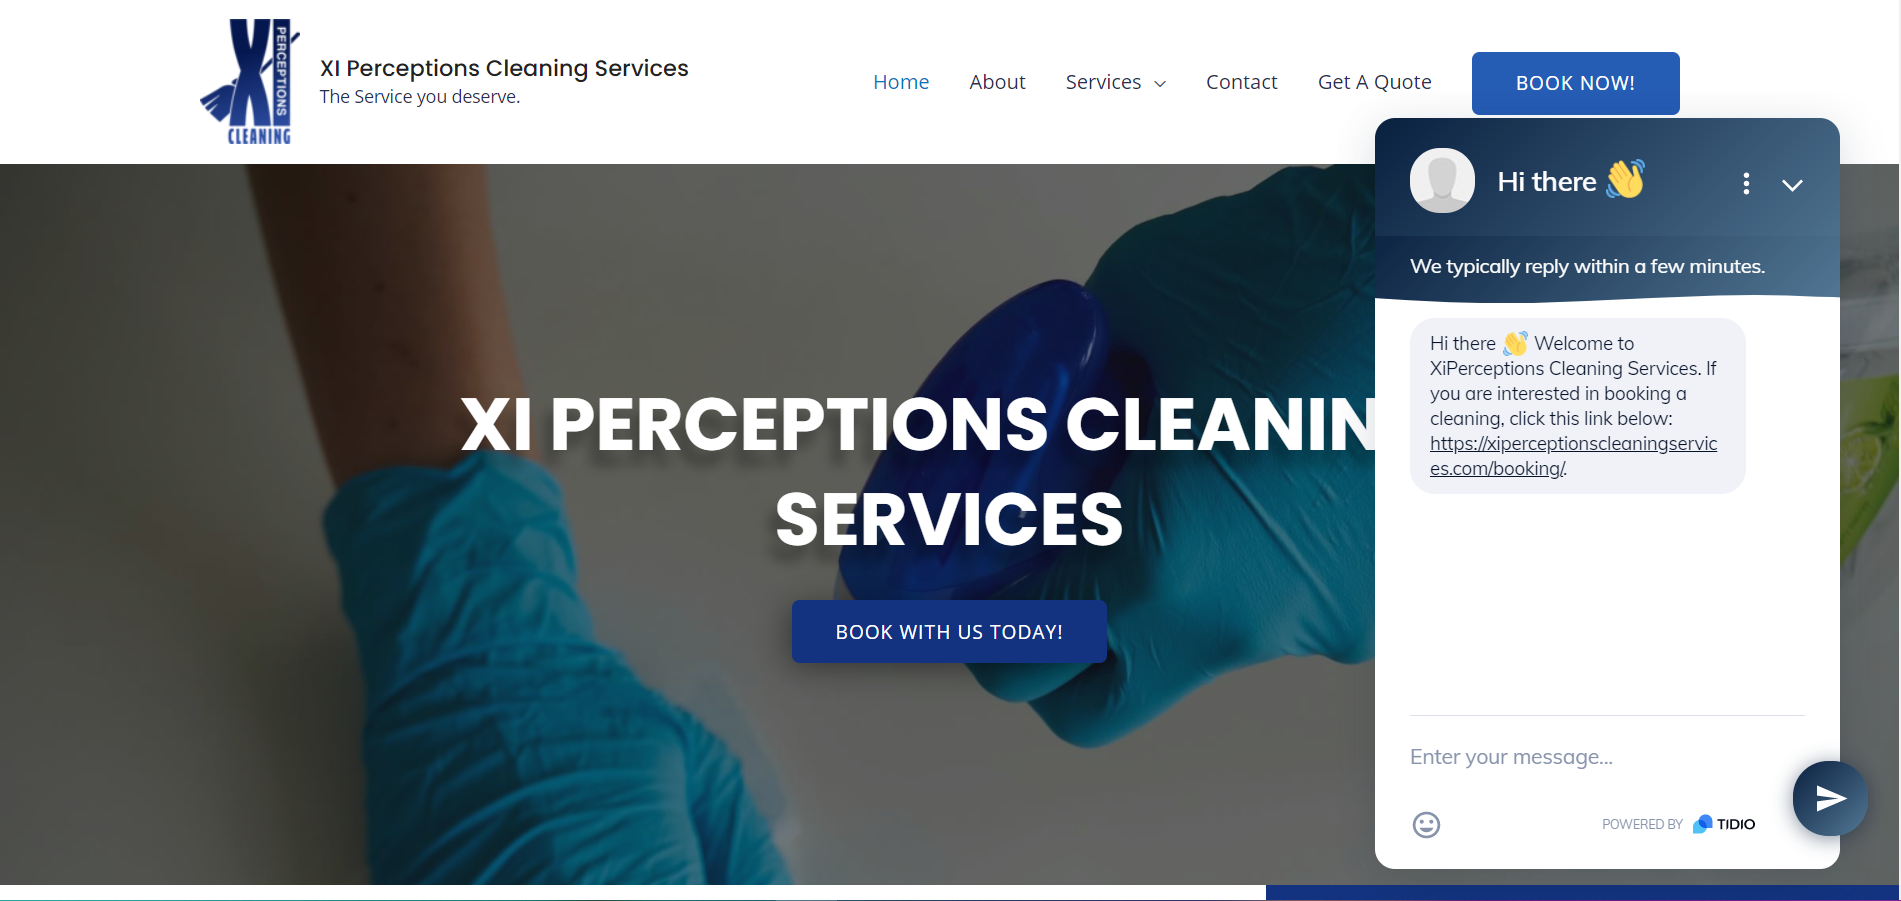 XI PERCEPTIONS
CLEANING
XI Perceptions Cleaning Services
The Service you deserve.
Home
About
Services
Contact
Get A Quote
BOOK NOW!
XI PERCEPTIONS CLEANIN
SERVICES
BOOK WITH US TODAY!
Hi there 👋
We typically reply within a few minutes.
Hi there 👋 Welcome to
XiPerceptions Cleaning Services. If
you are interested in booking a
cleaning, click this link below:
https://xiperceptionscleaningservic
es.com/booking/.
Enter your message...
POWERED BY TIDIO